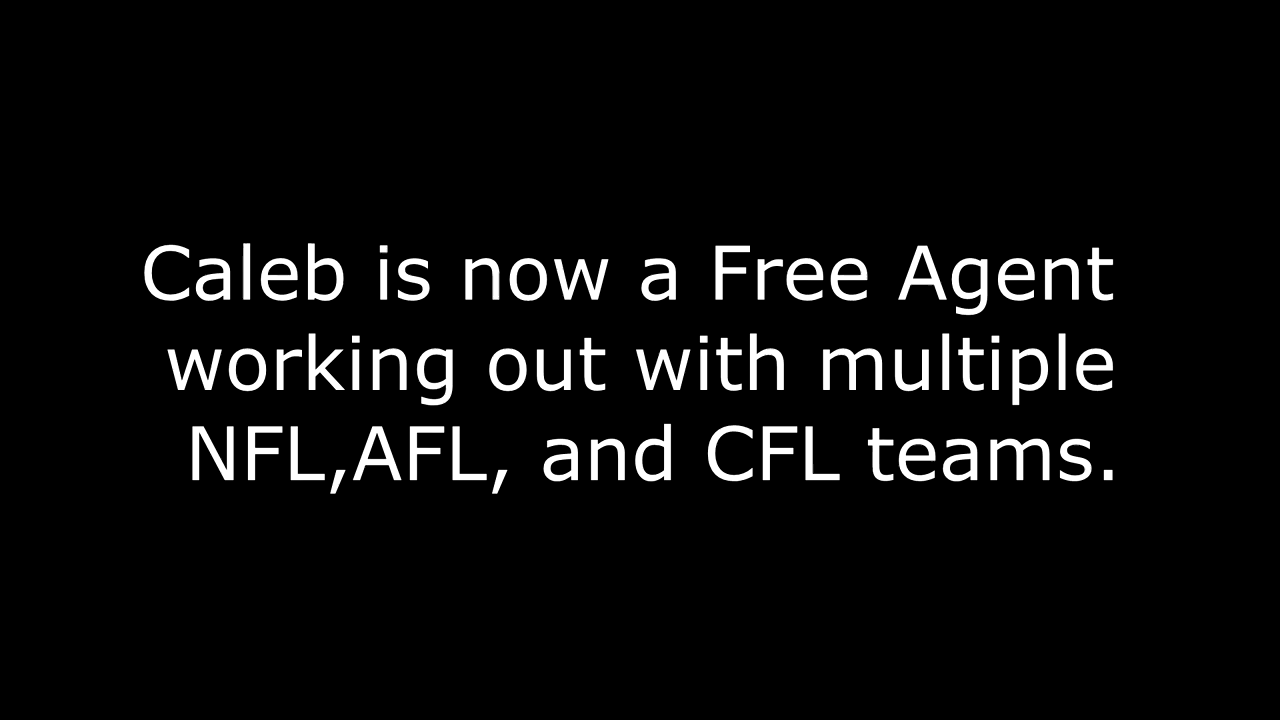 Caleb is now a Free Agent
working out with multiple
NFL,AFL, and CFL teams.